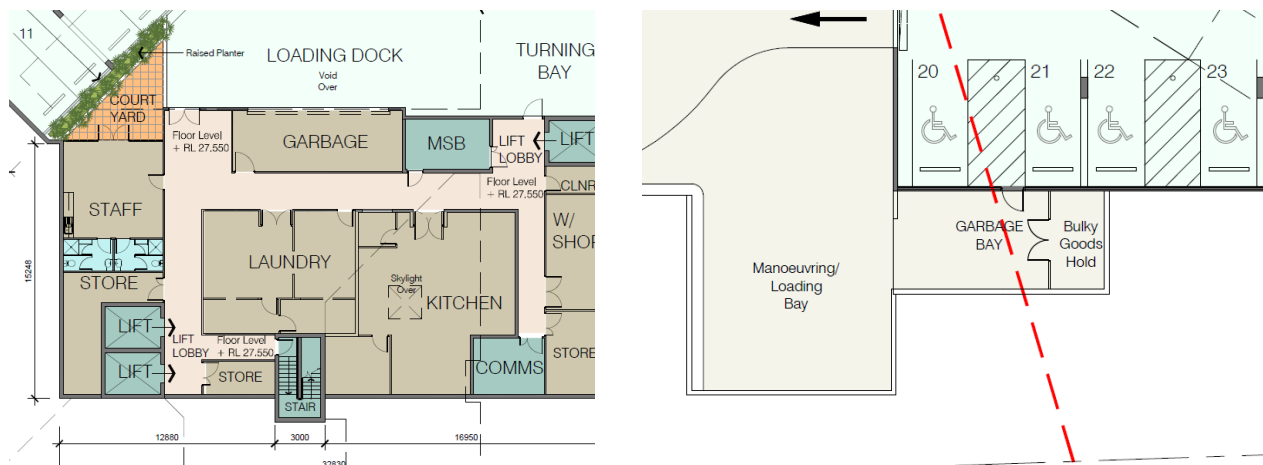 11
Raised Planter
LOADING DOCK
Void
Over
TURNING
BAY
COURT
YARD
Floor Level
+ RL 27.550
GARBAGE
MSB
LIFT
LOBBY
LIFT
Floor Level
+ RL 27.550
CLNR
STAFF
W/
SHOP
LAUNDRY
STORE
Skylight
Over
KITCHEN
15248
LIFT
LIFT
LOBBY
Floor Level
+ RL 27.550
LIFT
STORE
COMMS
STORE
STAIR
12880
3000
16950
32830
20
21
22
23
GARBAGE
BAY
Bulky
Goods
Hold
Manoeuvring/
Loading
Bay